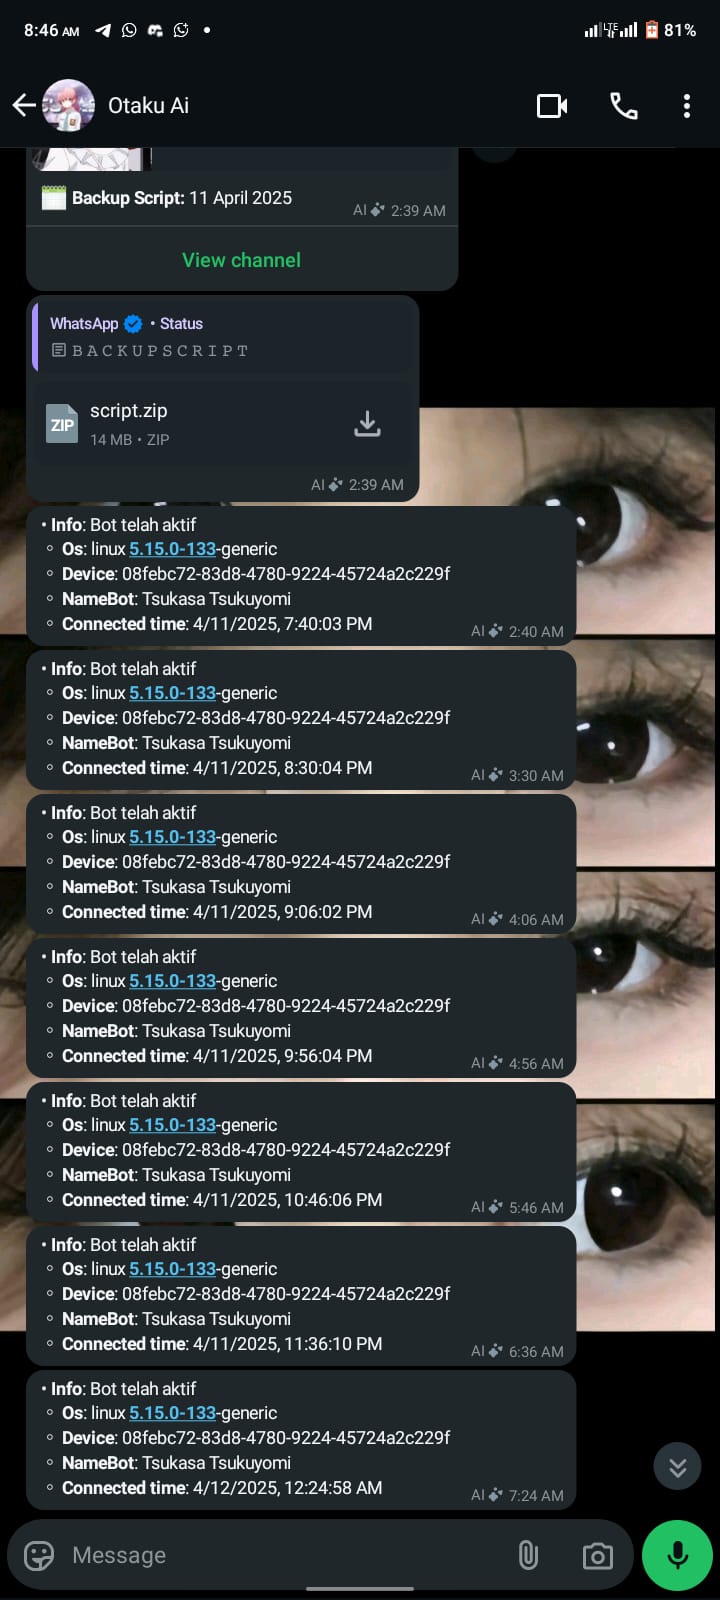 8:46 AM LTE 81%
Otaku Ai
Backup Script: 11 April 2025
AI 2:39 AM
View channel
WhatsApp • Status
BACKUPSCRIPT
ZIP
script.zip
14 MB • ZIP
AI 2:39 AM
• Info: Bot telah aktif
◦ Os: linux 5.15.0-133-generic
◦ Device: 08febc72-83d8-4780-9224-45724a2c229f
◦ NameBot: Tsukasa Tsukuyomi
◦ Connected time: 4/11/2025, 7:40:03 PM
AI 2:40 AM
• Info: Bot telah aktif
◦ Os: linux 5.15.0-133-generic
◦ Device: 08febc72-83d8-4780-9224-45724a2c229f
◦ NameBot: Tsukasa Tsukuyomi
◦ Connected time: 4/11/2025, 8:30:04 PM
AI 3:30 AM
• Info: Bot telah aktif
◦ Os: linux 5.15.0-133-generic
◦ Device: 08febc72-83d8-4780-9224-45724a2c229f
◦ NameBot: Tsukasa Tsukuyomi
◦ Connected time: 4/11/2025, 9:06:02 PM
AI 4:06 AM
• Info: Bot telah aktif
◦ Os: linux 5.15.0-133-generic
◦ Device: 08febc72-83d8-4780-9224-45724a2c229f
◦ NameBot: Tsukasa Tsukuyomi
◦ Connected time: 4/11/2025, 9:56:04 PM
AI 4:56 AM
• Info: Bot telah aktif
◦ Os: linux 5.15.0-133-generic
◦ Device: 08febc72-83d8-4780-9224-45724a2c229f
◦ NameBot: Tsukasa Tsukuyomi
◦ Connected time: 4/11/2025, 10:46:06 PM
AI 5:46 AM
• Info: Bot telah aktif
◦ Os: linux 5.15.0-133-generic
◦ Device: 08febc72-83d8-4780-9224-45724a2c229f
◦ NameBot: Tsukasa Tsukuyomi
◦ Connected time: 4/11/2025, 11:36:10 PM
AI 6:36 AM
• Info: Bot telah aktif
◦ Os: linux 5.15.0-133-generic
◦ Device: 08febc72-83d8-4780-9224-45724a2c229f
◦ NameBot: Tsukasa Tsukuyomi
◦ Connected time: 4/12/2025, 12:24:58 AM
AI 7:24 AM
Message